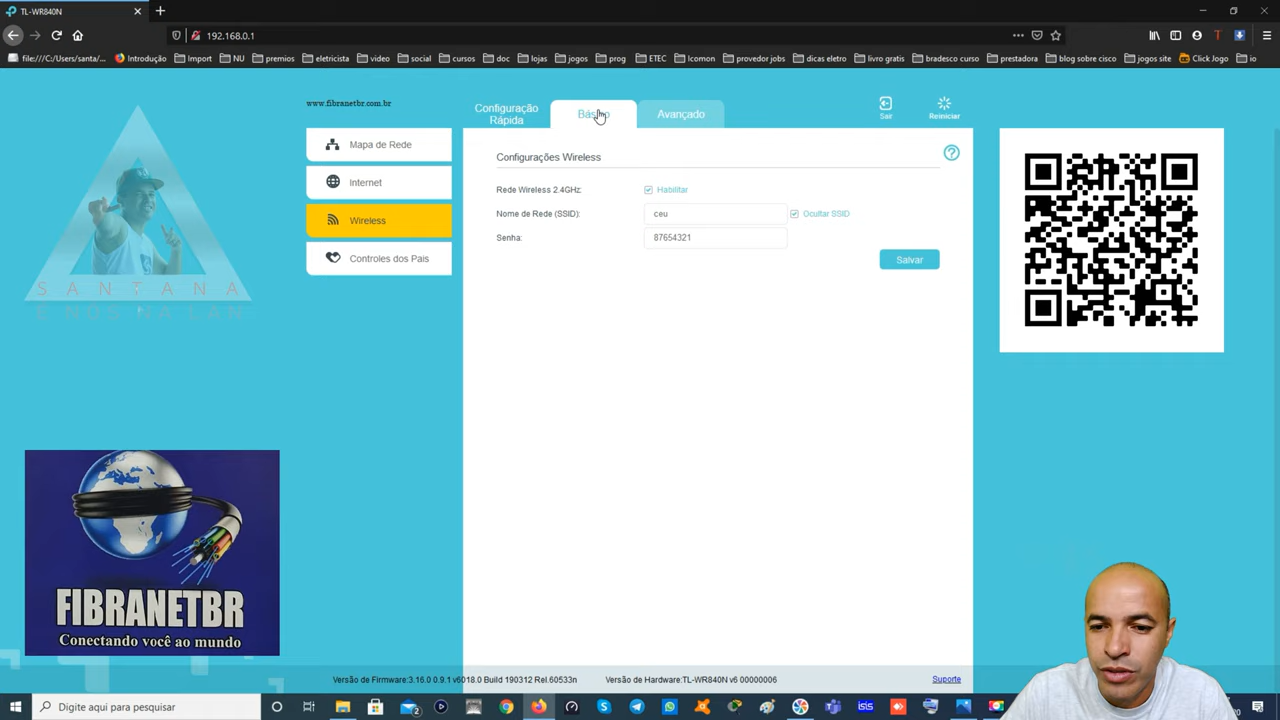 TL-WR840N
192.168.0.1
file:///C:/Users/santa/... Introdução Import NU premios eletricista video social cursos doc lojas jogos prog ETEC Icomon provedor jobs dicas eletro livro gratis bradesco curso prestadora blog sobre cisco jogos site Click Jogo io
www.fibranetbr.com.br
Configuração
Rápida
Básico
Avançado
Sair
Reiniciar
Mapa de Rede
Internet
Wireless
Controles dos Pais
Configurações Wireless
Rede Wireless 2.4GHz: Habilitar
Nome de Rede (SSID): ceu Ocultar SSID
Senha: 87654321
Salvar
SANTANA
E NOS NA LAN
FIBRANETBR
Conectando você ao mundo
Versão de Firmware:3.16.0 0.9.1 v6018.0 Build 190312 Rel.60533n Versão de Hardware:TL-WR840N v6 00000006 Suporte
Digite aqui para pesquisar